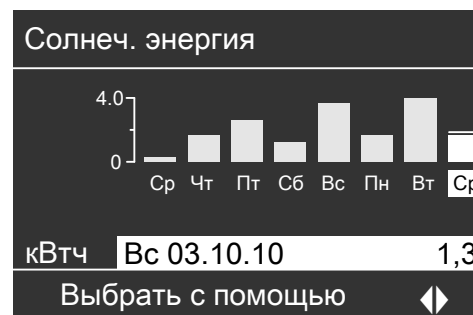 Солнеч. энергия
4.0
0
Ср Чт Пт Сб Вс Пн Вт Ср
кВтч Вс 03.10.10 1,3
Выбрать с помощью